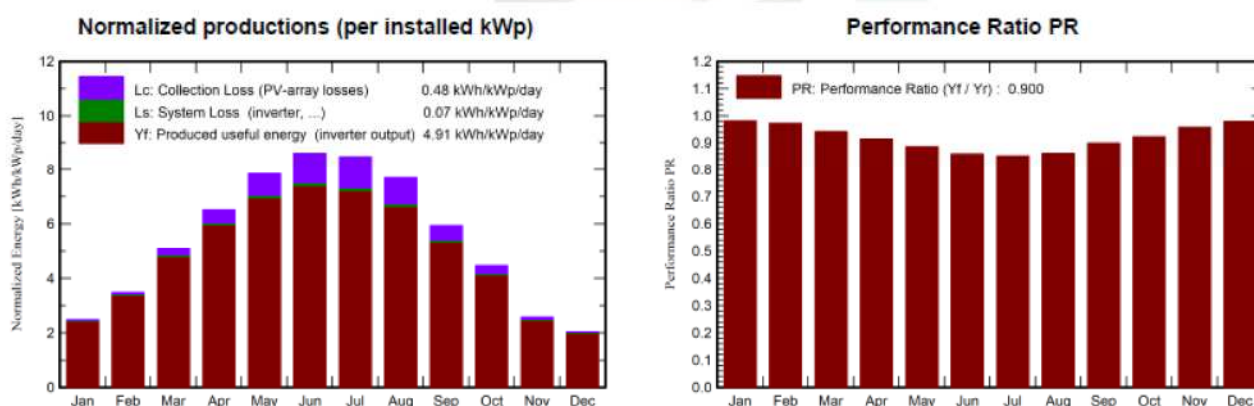 Normalized productions (per installed kWp)
Normalized Energy [kWh/kWp/day]
12
10
8
6
4
2
0
Lc: Collection Loss (PV-array losses) 0.48 kWh/kWp/day
Ls: System Loss (inverter, ...) 0.07 kWh/kWp/day
Yf: Produced useful energy (inverter output) 4.91 kWh/kWp/day
Jan Feb Mar Apr May Jun Jul Aug Sep Oct Nov Dec
Performance Ratio PR
Performance Ratio PR
1.2
1.1
1.0
0.9
0.8
0.7
0.6
0.5
0.4
0.3
0.2
0.1
0.0
PR: Performance Ratio (Yf / Yr) : 0.900
Jan Feb Mar Apr May Jun Jul Aug Sep Oct Nov Dec